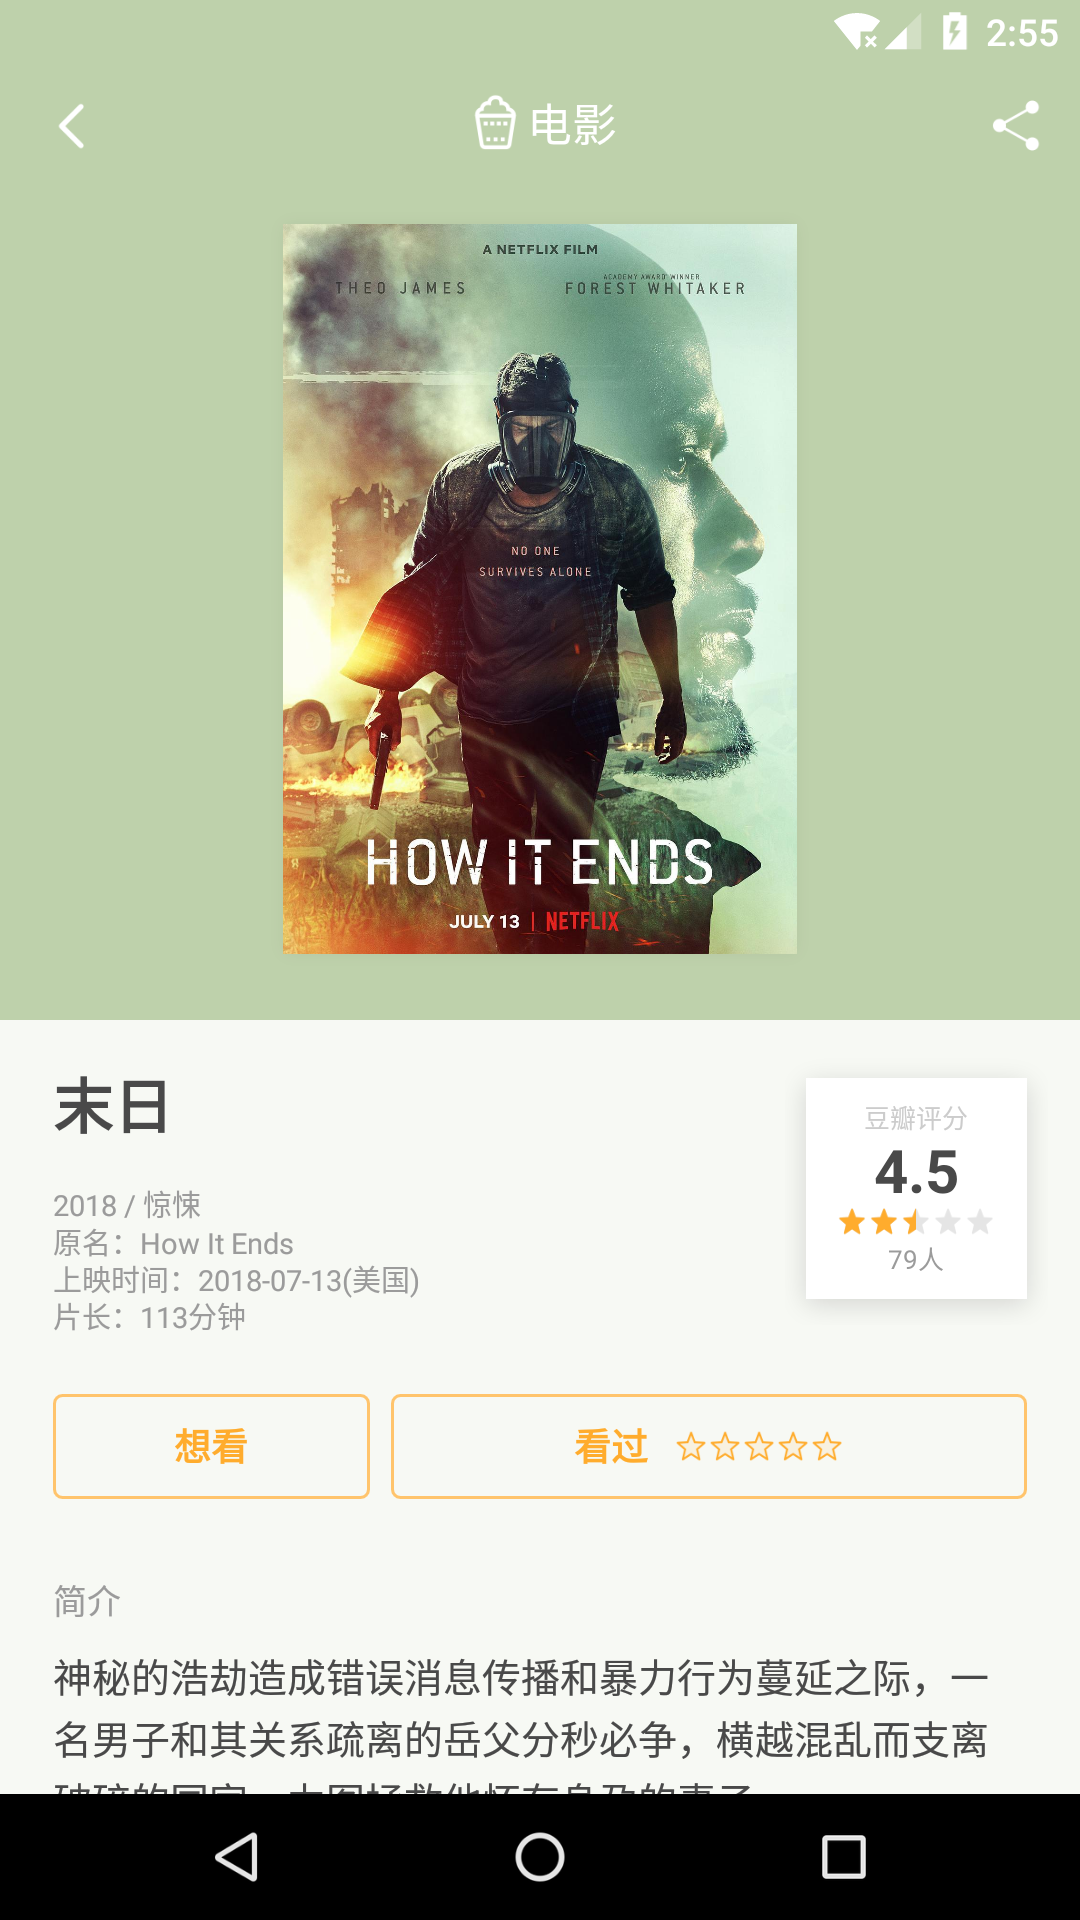 2:55
电影
A NETFLIX FILM
THEO JAMES
ACADEMY AWARD WINNER
FOREST WHITAKER
NO ONE
SURVIVES ALONE
HOW IT ENDS
JULY 13 | NETFLIX
末日
豆瓣评分
4.5
79人
2018 / 惊悚
原名：How It Ends
上映时间：2018-07-13(美国)
片长：113分钟
想看
看过
简介
神秘的浩劫造成错误消息传播和暴力行为蔓延之际，一
名男子和其关系疏离的岳父分秒必争，横越混乱而支离